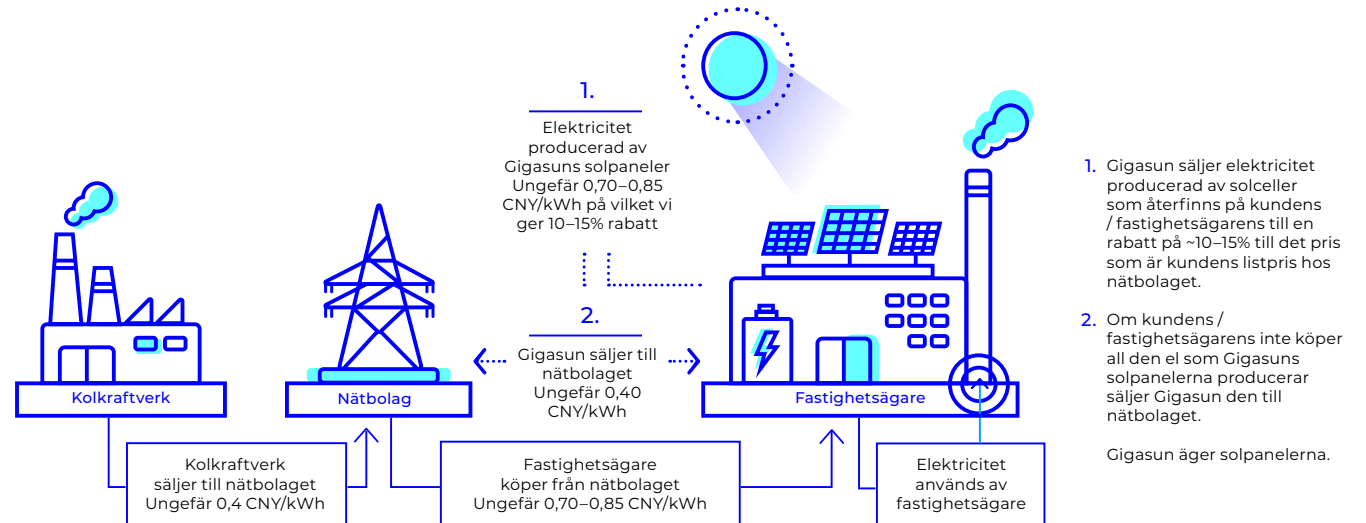 1.
Elektricitet
producerad av
Gigasuns solpaneler
Ungefär 0,70–0,85
CNY/kWh på vilket vi
ger 10–15% rabatt
2.
Gigasun säljer till
nätbolaget
Ungefär 0,40
CNY/kWh
Kolkraftverk
Nätbolag
Fastighetsägare
Kolkraftverk
säljer till nätbolaget
Ungefär 0,4 CNY/kWh
Fastighetsägare
köper från nätbolaget
Ungefär 0,70–0,85 CNY/kWh
Elektricitet
används av
fastighetsägare
1. Gigasun säljer elektricitet
producerad av solceller
som återfinns på kundens
/ fastighetsägarens till en
rabatt på ~10–15% till det pris
som är kundens listpris hos
nätbolaget.
2. Om kundens /
fastighetsägarens inte köper
all den el som Gigasuns
solpanelerna producerar
säljer Gigasun den till
nätbolaget.
Gigasun äger solpanelerna.